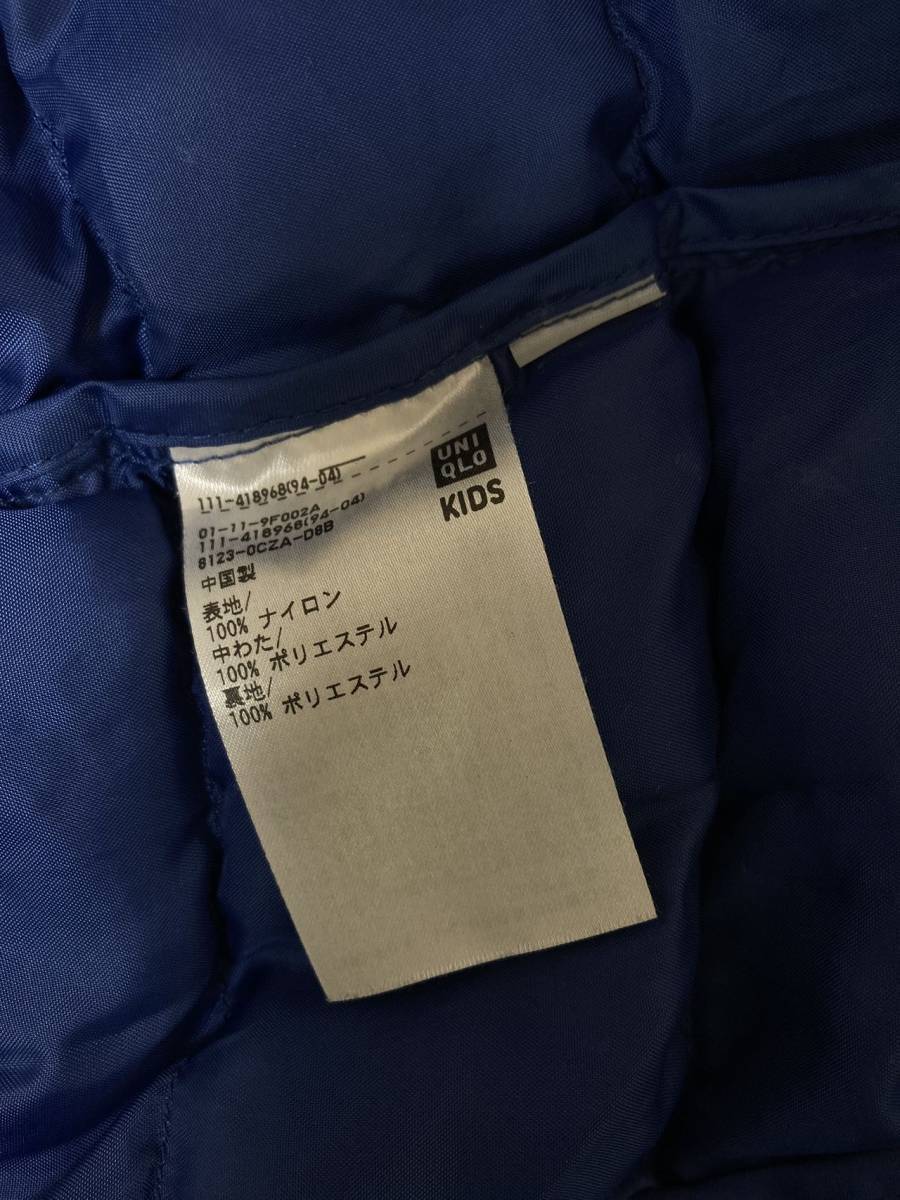 UNI
QLO
KIDS
111-418968(94-04)
01-11-9F002A
111-418968(94-04)
8123-0CZA-D8B
中国製
表地/
100% ナイロン
中わた/
100% ポリエステル
裏地/
100% ポリエステル